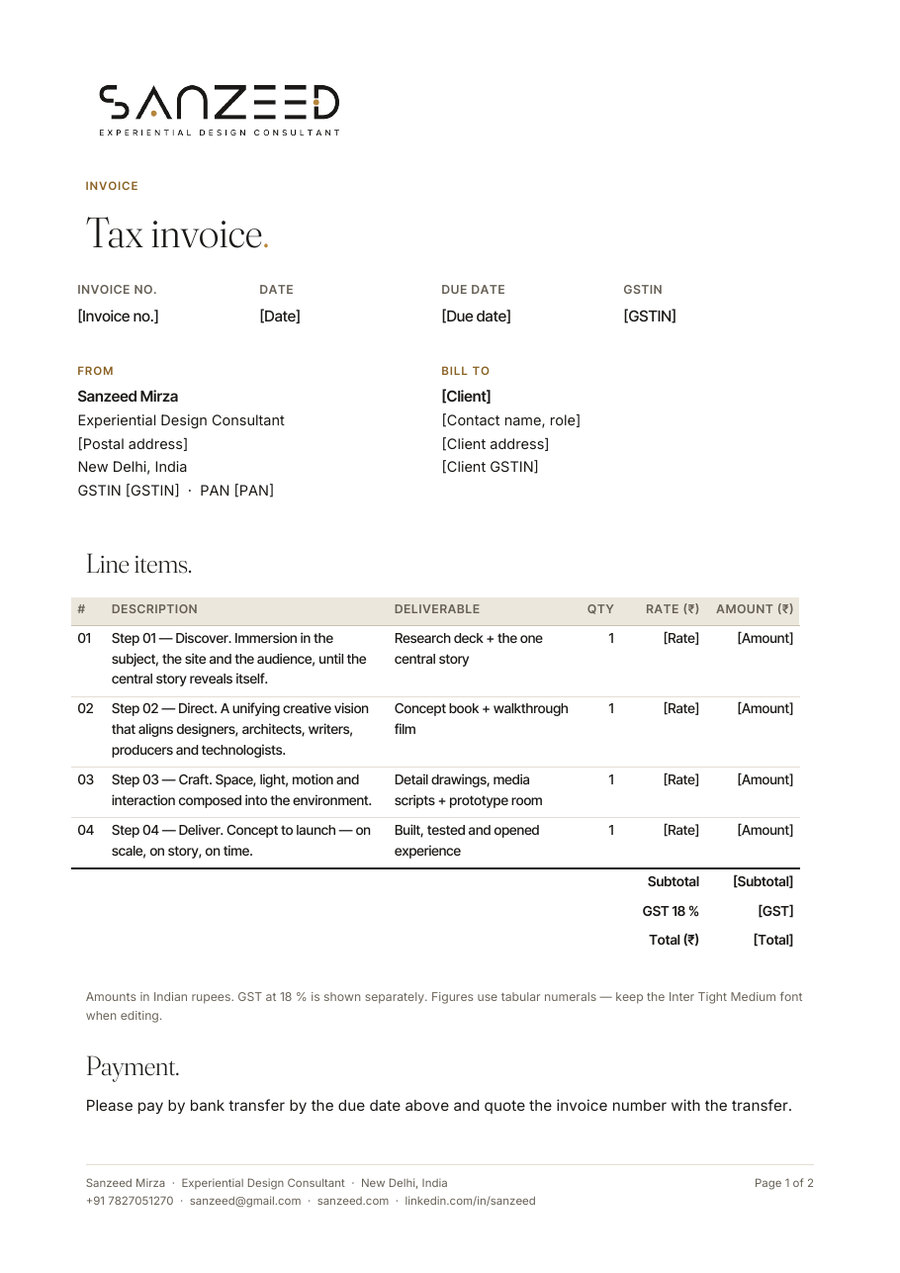 SANZEED
EXPERIENTIAL DESIGN CONSULTANT
INVOICE
Tax invoice.
INVOICE NO. DATE DUE DATE GSTIN
[Invoice no.] [Date] [Due date] [GSTIN]
FROM BILL TO
Sanzeed Mirza [Client]
Experiential Design Consultant [Contact name, role]
[Postal address] [Client address]
New Delhi, India [Client GSTIN]
GSTIN [GSTIN] · PAN [PAN]
Line items.
# DESCRIPTION DELIVERABLE QTY RATE (₹) AMOUNT (₹)
01 Step 01 — Discover. Immersion in the Research deck + the one 1 [Rate] [Amount]
subject, the site and the audience, until the central story
central story reveals itself.
02 Step 02 — Direct. A unifying creative vision Concept book + walkthrough 1 [Rate] [Amount]
that aligns designers, architects, writers, film
producers and technologists.
03 Step 03 — Craft. Space, light, motion and Detail drawings, media 1 [Rate] [Amount]
interaction composed into the environment. scripts + prototype room
04 Step 04 — Deliver. Concept to launch — on Built, tested and opened 1 [Rate] [Amount]
scale, on story, on time. experience
Subtotal [Subtotal]
GST 18 % [GST]
Total (₹) [Total]
Amounts in Indian rupees. GST at 18 % is shown separately. Figures use tabular numerals — keep the Inter Tight Medium font
when editing.
Payment.
Please pay by bank transfer by the due date above and quote the invoice number with the transfer.
Sanzeed Mirza · Experiential Design Consultant · New Delhi, India Page 1 of 2
+91 7827051270 · sanzeed@gmail.com · sanzeed.com · linkedin.com/in/sanzeed